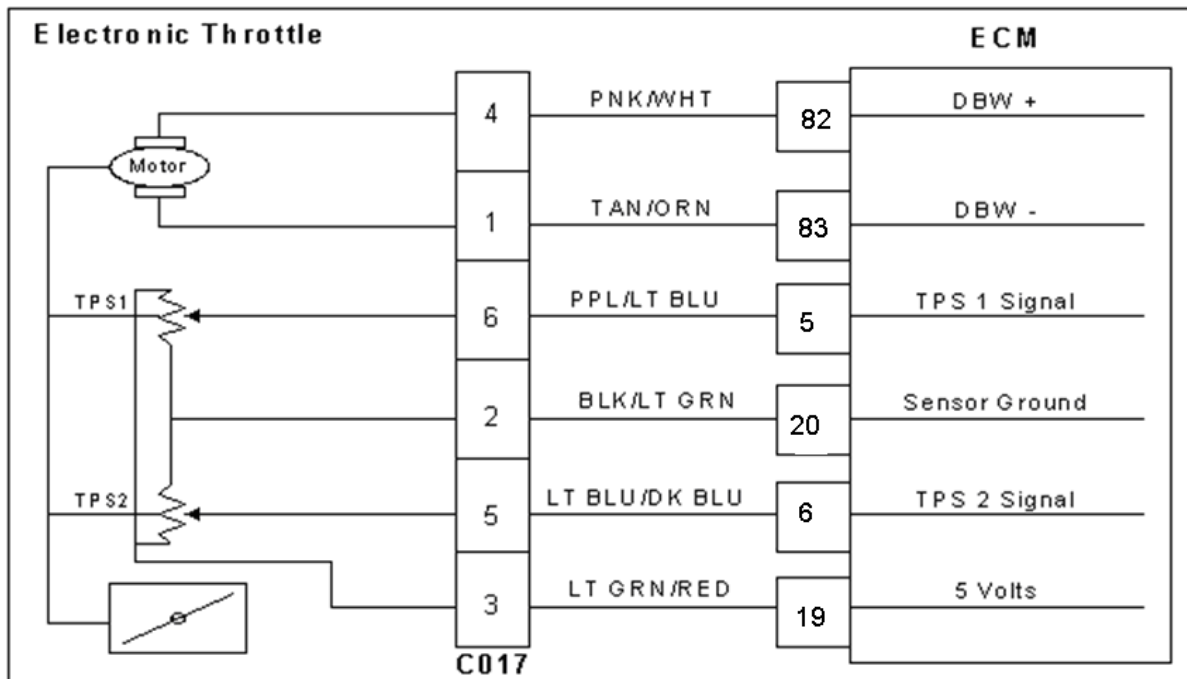 Electronic Throttle
ECM
4
PNK/WHT
82
DBW +
Motor
1
TAN/ORN
83
DBW -
TPS1
6
PPL/LT BLU
5
TPS 1 Signal
2
BLK/LT GRN
20
Sensor Ground
TPS2
5
LT BLU/DK BLU
6
TPS 2 Signal
3
LT GRN/RED
19
5 Volts
C017